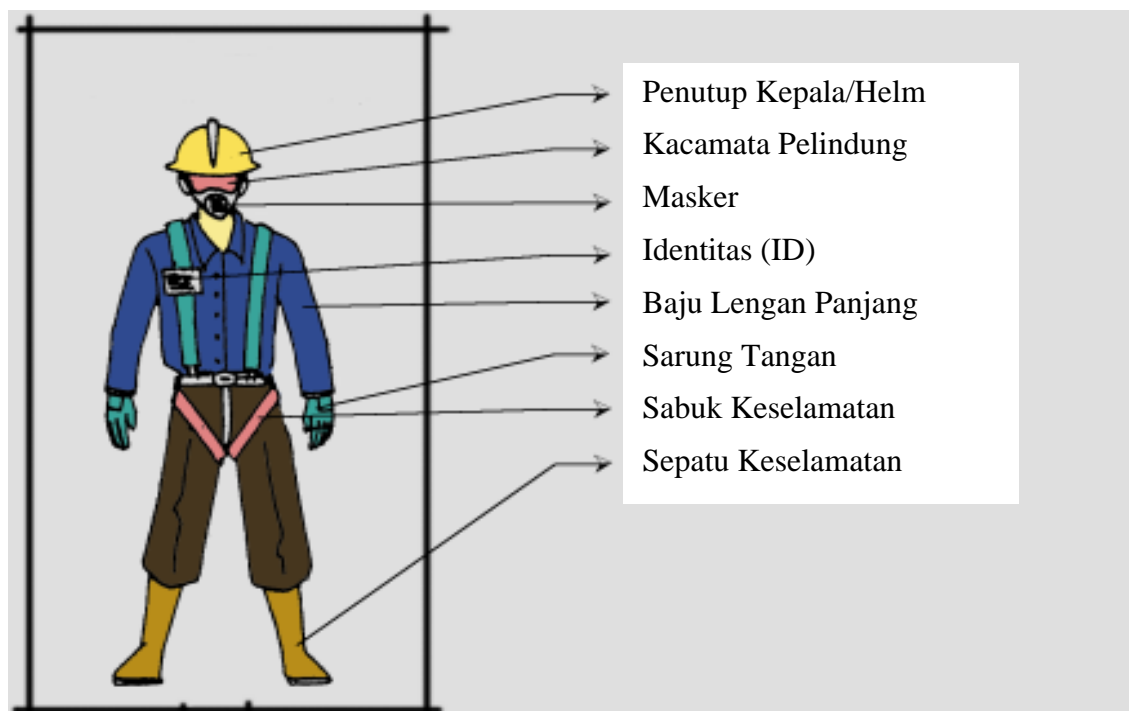 Penutup Kepala/Helm
Kacamata Pelindung
Masker
Identitas (ID)
Baju Lengan Panjang
Sarung Tangan
Sabuk Keselamatan
Sepatu Keselamatan